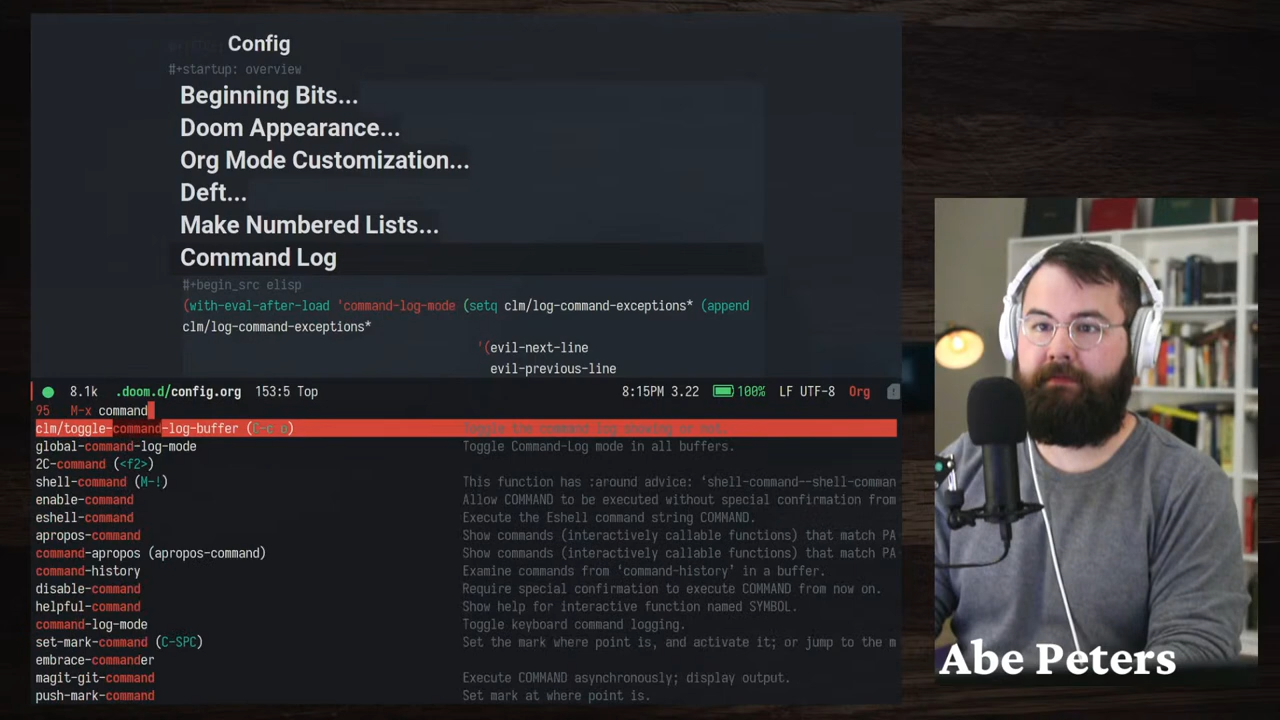 Config
#+startup: overview
Beginning Bits...
Doom Appearance...
Org Mode Customization...
Deft...
Make Numbered Lists...
Command Log
#+begin_src elisp
(with-eval-after-load 'command-log-mode (setq clm/log-command-exceptions* (append
clm/log-command-exceptions*
'(evil-next-line
evil-previous-line
8.1k .doom.d/config.org 153:5 Top 8:15PM 3.22 100% LF UTF-8 Org
95 M-x command
clm/toggle-command-log-buffer (C-c o) Toggle the command log showing or not.
global-command-log-mode Toggle Command-Log mode in all buffers.
2C-command (<f2>)
shell-command (M-!) This function has :around advice: ‘shell-command--shell-comman
enable-command Allow COMMAND to be executed without special confirmation from
eshell-command Execute the Eshell command string COMMAND.
apropos-command Show commands (interactively callable functions) that match PA
command-apropos (apropos-command) Show commands (interactively callable functions) that match PA
command-history Examine commands from ‘command-history’ in a buffer.
disable-command Require special confirmation to execute COMMAND from now on.
helpful-command Show help for interactive function named SYMBOL.
command-log-mode Toggle keyboard command logging.
set-mark-command (C-SPC) Set the mark where point is, and activate it; or jump to the m
embrace-commander
magit-git-command Execute COMMAND asynchronously; display output.
push-mark-command Set mark at where point is.
Abe Peters